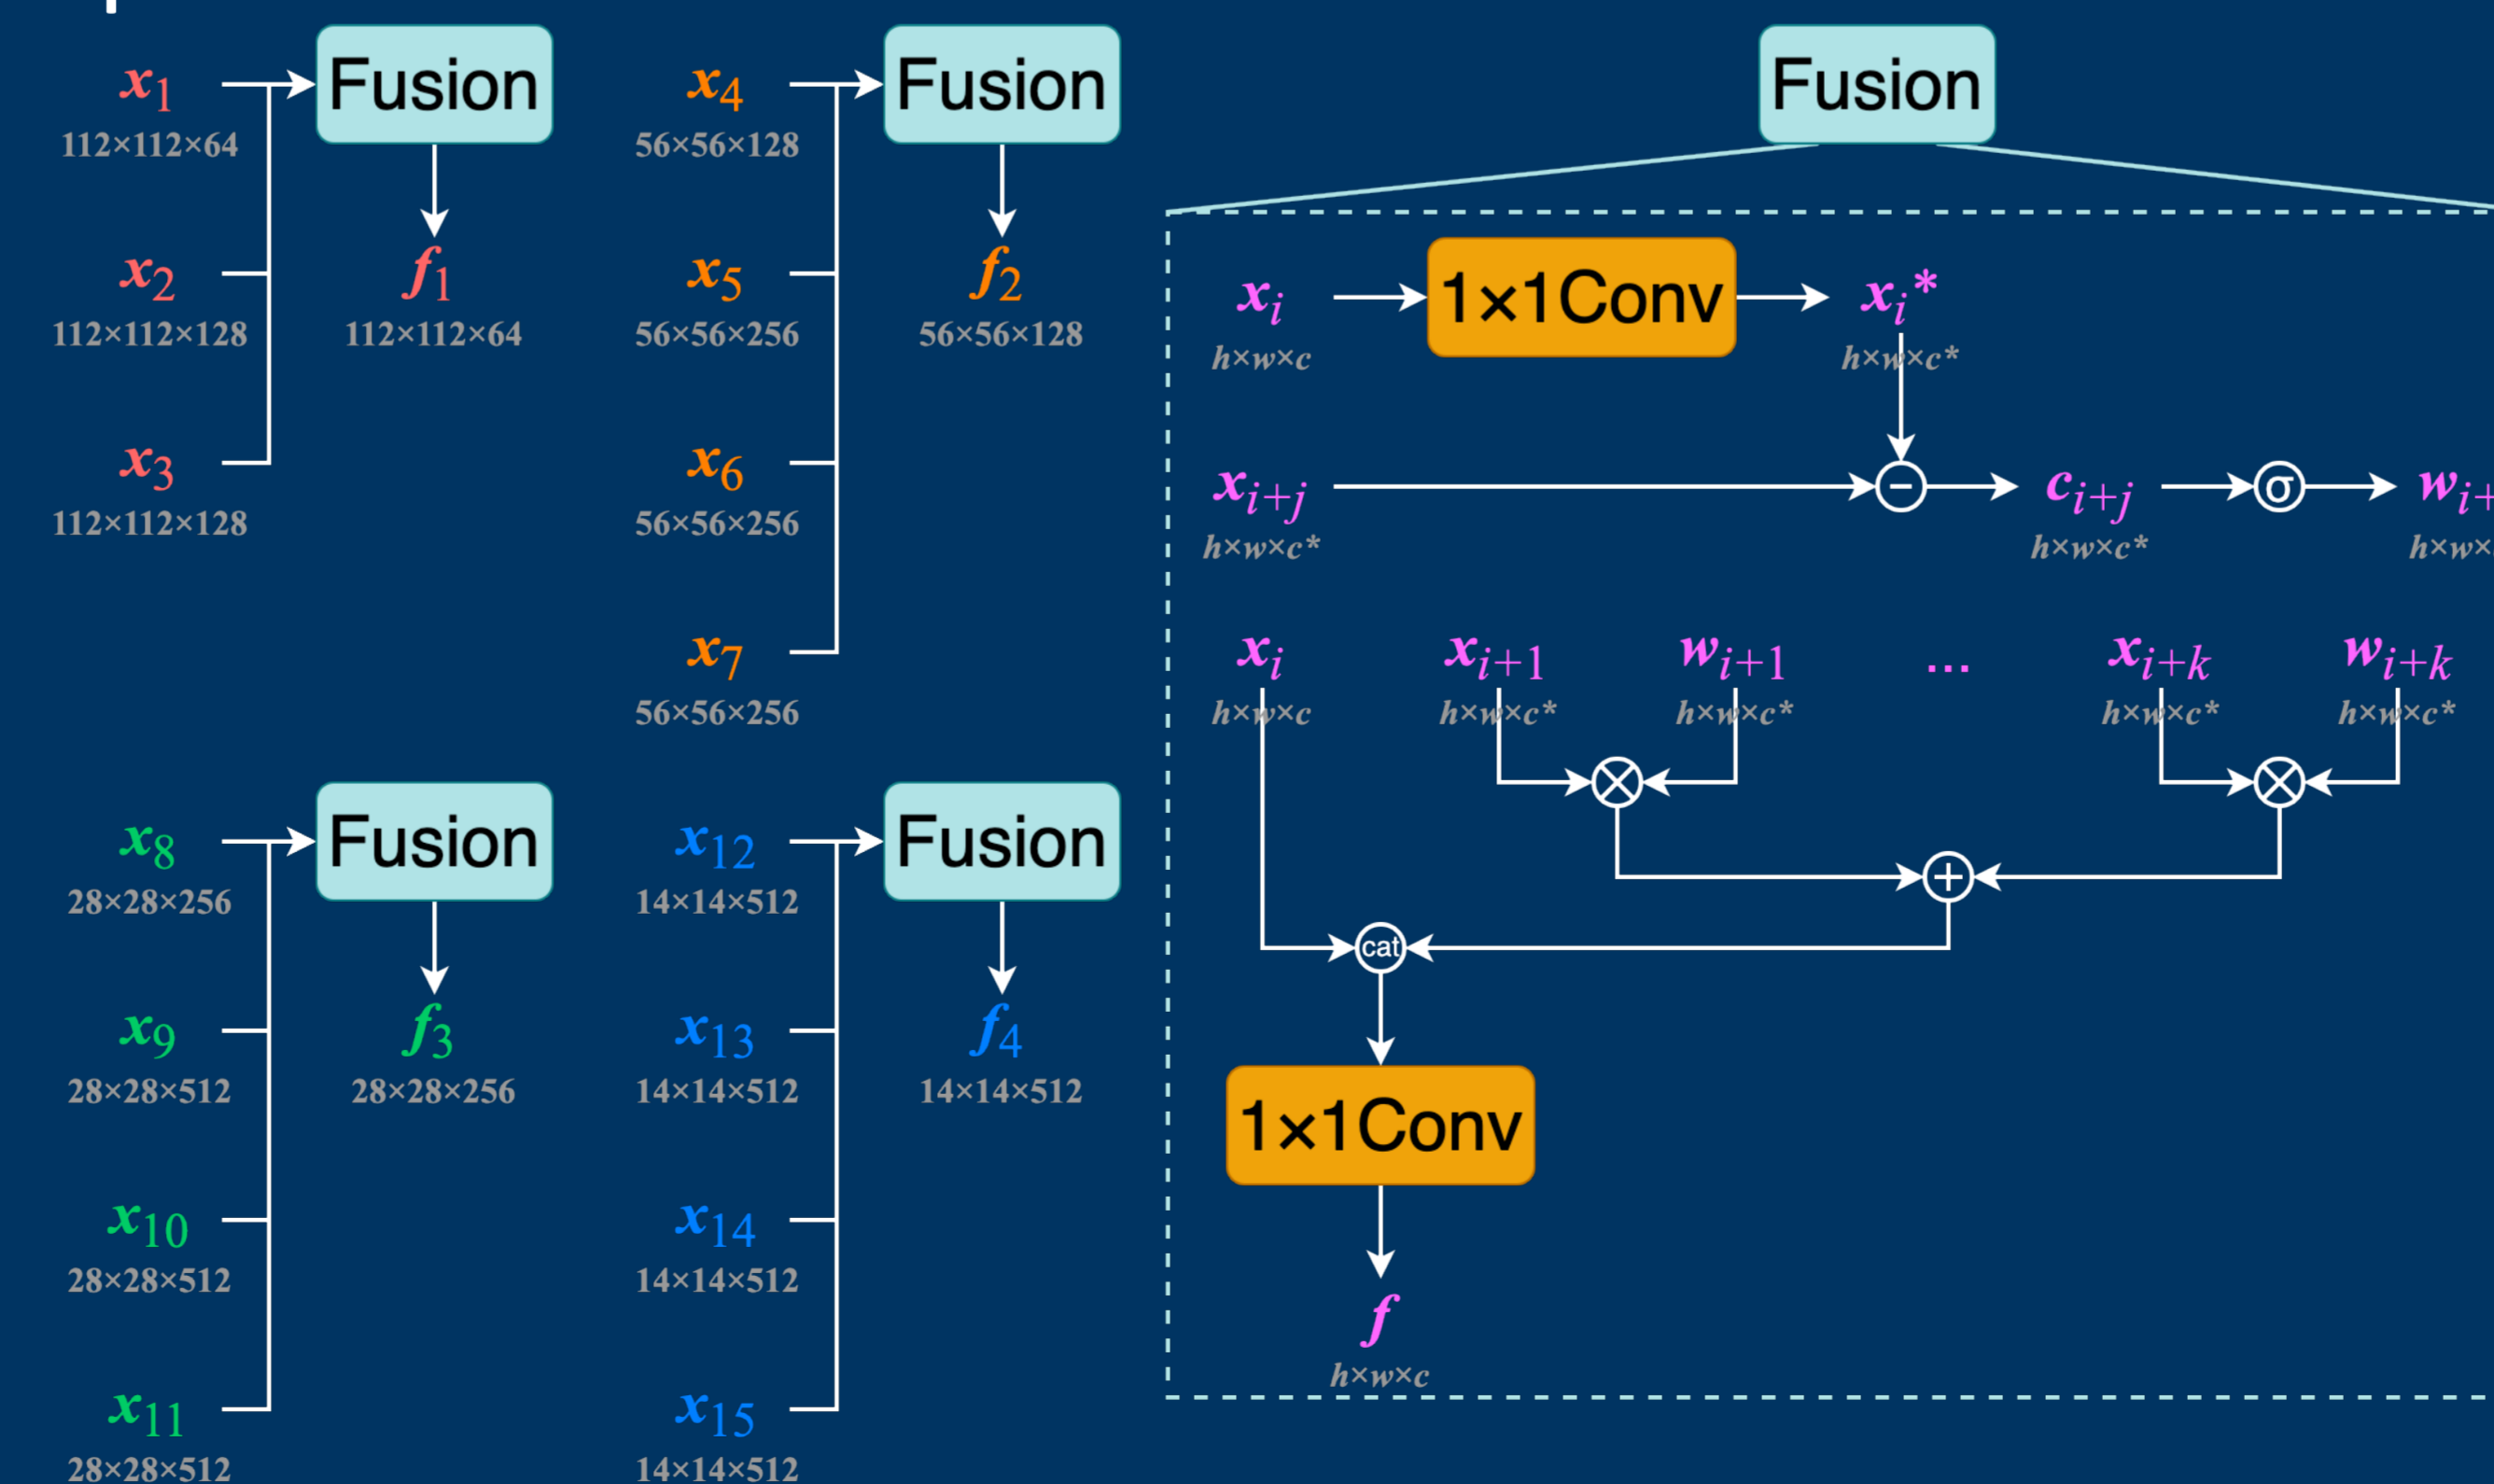 x1 Fusion x4 Fusion Fusion
112×112×64 56×56×128
x2 f1 x5 f2
112×112×128 112×112×64 56×56×256 56×56×128
x3 x6
112×112×128 56×56×256
x7
56×56×256
x8 Fusion x12 Fusion
28×28×256 14×14×512
x9 f3 x13 f4
28×28×512 28×28×256 14×14×512 14×14×512
x10 x14
28×28×512 14×14×512
x11 x15
28×28×512 14×14×512
xi 1×1Conv xi*
h×w×c h×w×c*
xi+j - ci+j σ wi+
h×w×c* h×w×c* h×w×
xi xi+1 wi+1 ... xi+k wi+k
h×w×c h×w×c* h×w×c* h×w×c* h×w×c*
+
cat
1×1Conv
f
h×w×c